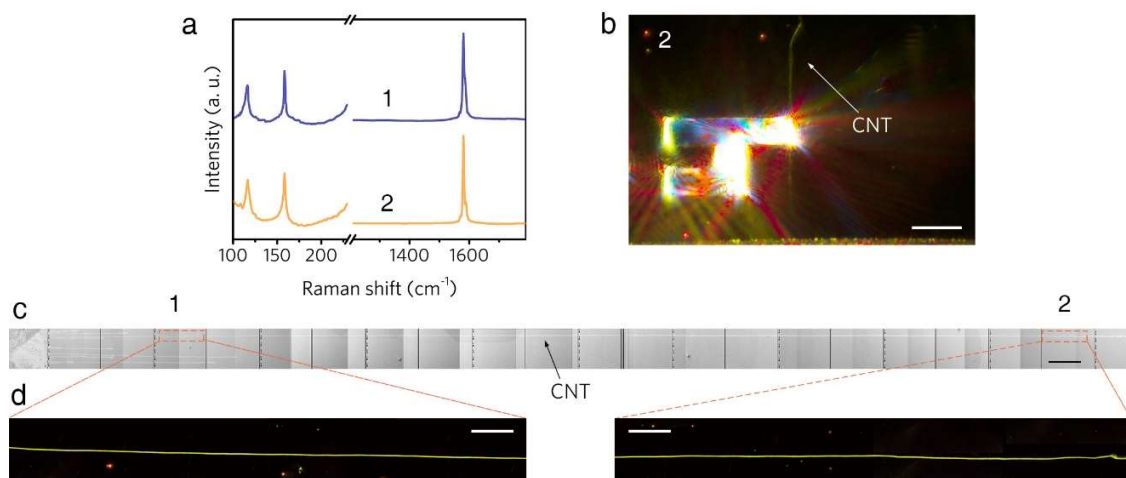 a
Intensity (a. u.)
1
2
100 150 200 1400 1600
Raman shift (cm⁻¹)
b
2
CNT
c
1
2
CNT
d